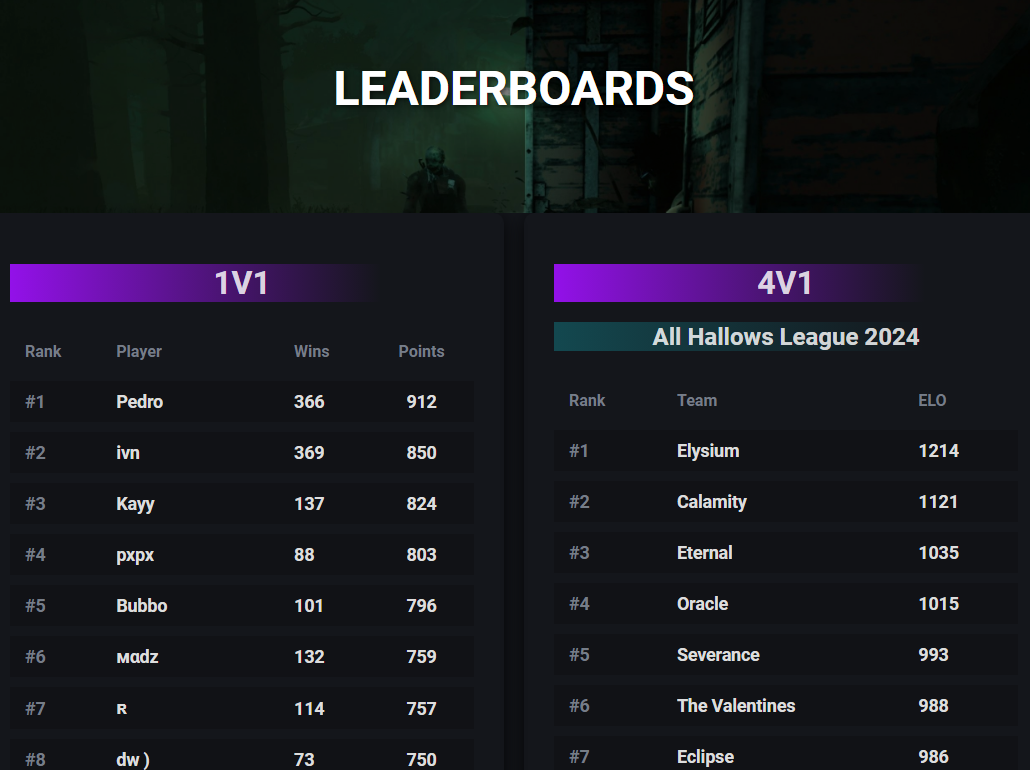 LEADERBOARDS
1V1
Rank Player Wins Points
#1 Pedro 366 912
#2 ivn 369 850
#3 Kayy 137 824
#4 pxpx 88 803
#5 Bubbo 101 796
#6 ᴍɑdz 132 759
#7 ʀ 114 757
#8 dw ) 73 750
4V1
All Hallows League 2024
Rank Team ELO
#1 Elysium 1214
#2 Calamity 1121
#3 Eternal 1035
#4 Oracle 1015
#5 Severance 993
#6 The Valentines 988
#7 Eclipse 986